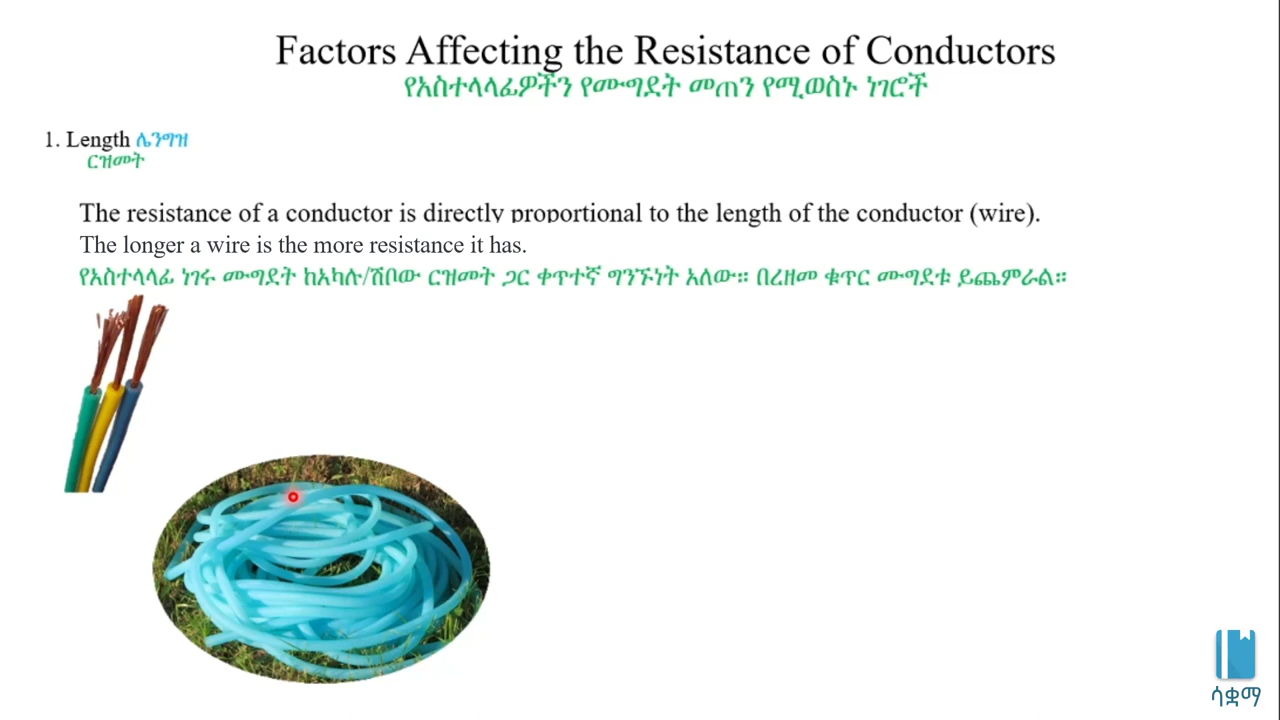 Factors Affecting the Resistance of Conductors
የአስተላላፊዎችን የሙግደት መጠን የሚወስኑ ነገሮች
1. Length ሌንግዝ
ርዝመት
The resistance of a conductor is directly proportional to the length of the conductor (wire).
The longer a wire is the more resistance it has.
የአስተላላፊ ነገሩ ሙግደት ከአካሉ/ሽቦው ርዝመት ጋር ቀጥተኛ ግንኙነት አለው። በረዘመ ቁጥር ሙግደቱ ይጨምራል።
ሳቋማ